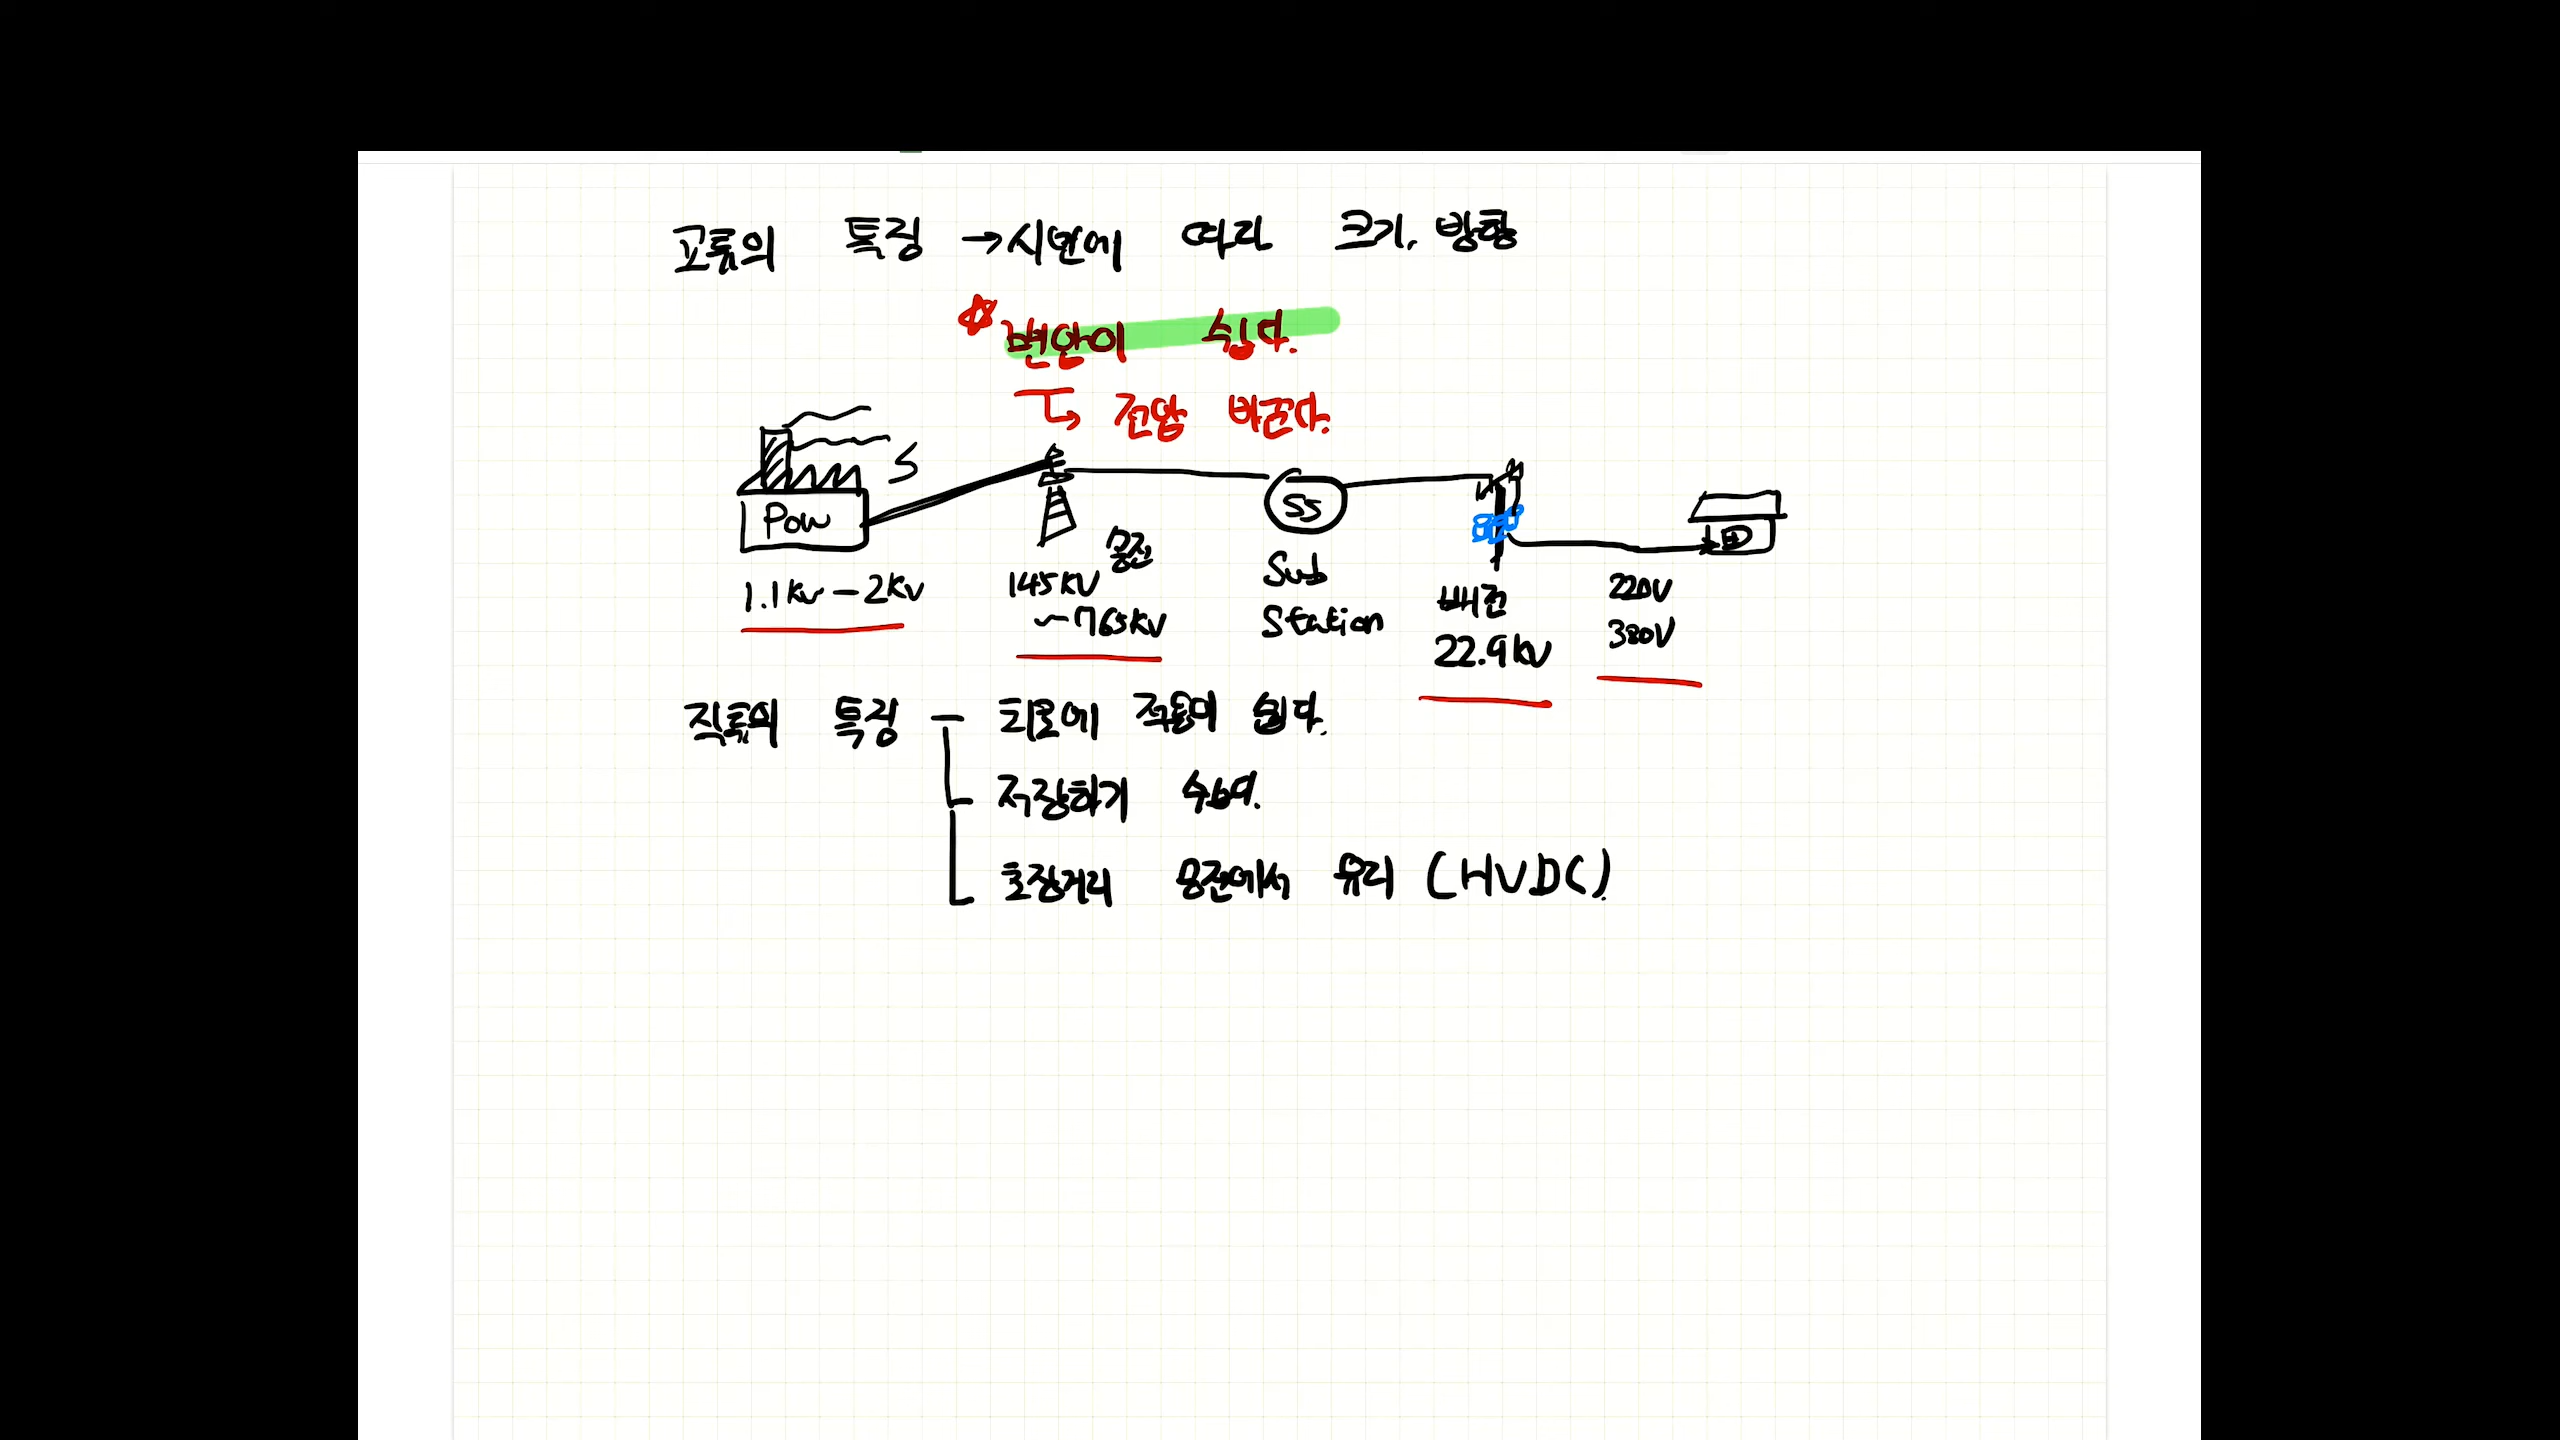 교류의 특징 → 시간에 따라 크기, 방향
변압이 쉽다.
전압 바꾼다.
Pow
SS
송전
1.1kv - 2kv
145kV
~765kV
Sub
Station
배전
22.9kV
220V
380V
직류의 특징 - 회로에 적용이 쉽다.
저장하기 쉽다.
초장거리 송전에서 유리 (HVDC).